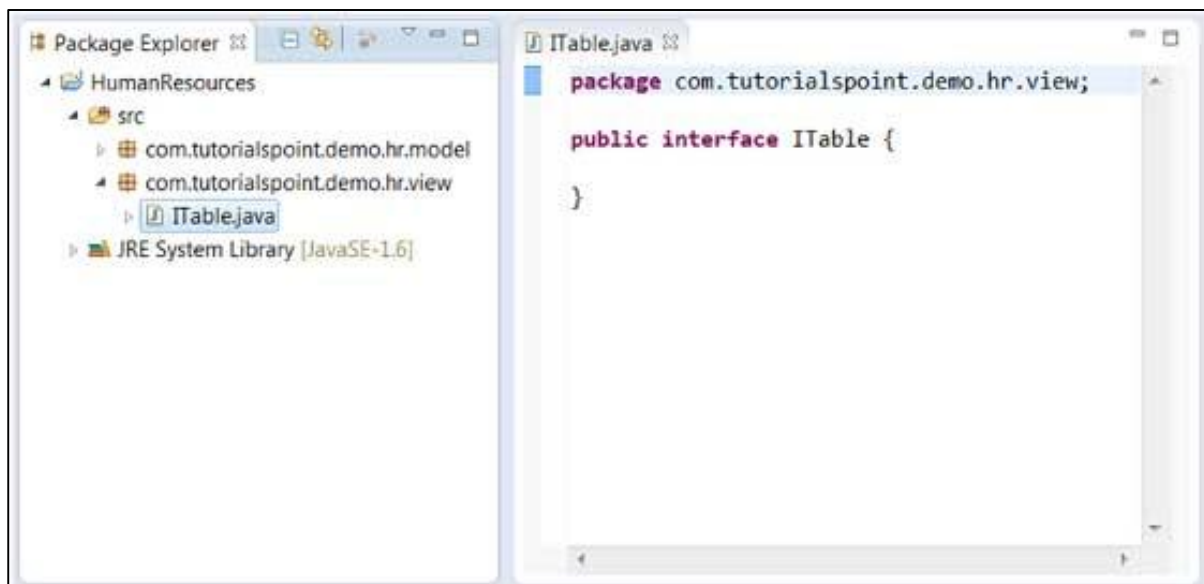 Package Explorer
HumanResources
src
com.tutorialspoint.demo.hr.model
com.tutorialspoint.demo.hr.view
ITable.java
JRE System Library [JavaSE-1.6]
ITable.java
package com.tutorialspoint.demo.hr.view;
public interface ITable {
}